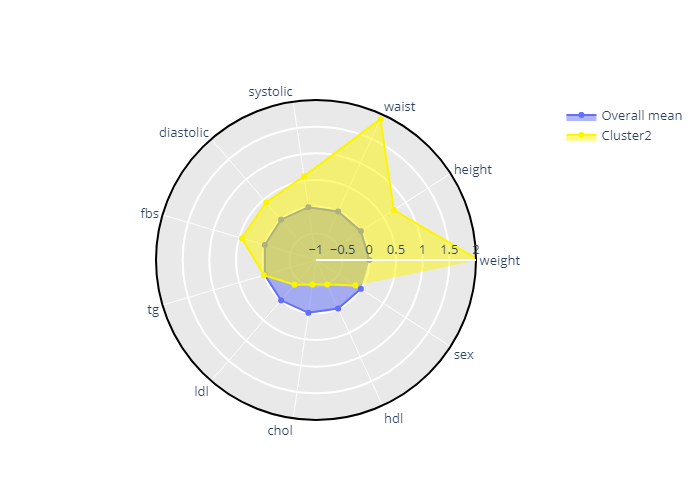 systolic
waist
Overall mean
diastolic
Cluster2
height
fbs
−1 −0.5 0 0.5 1 1.5 2
weight
tg
sex
ldl
hdl
chol